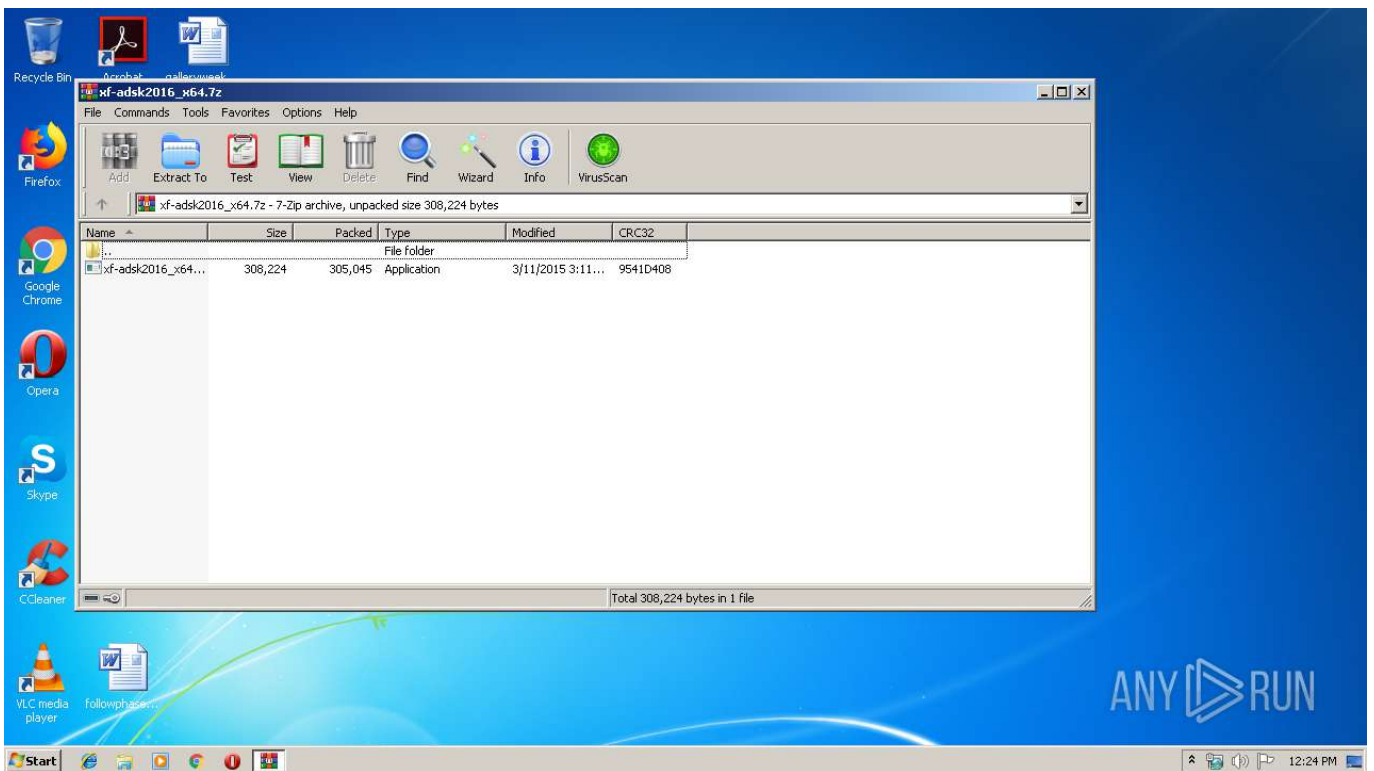 Recycle Bin
Acrobat
galleryweek
xf-adsk2016_x64.7z
File Commands Tools Favorites Options Help
Add Extract To Test View Delete Find Wizard Info VirusScan
xf-adsk2016_x64.7z - 7-Zip archive, unpacked size 308,224 bytes
Name Size Packed Type Modified CRC32
.. File folder
xf-adsk2016_x64... 308,224 305,045 Application 3/11/2015 3:11... 9541D408
Firefox
Google
Chrome
Opera
Skype
CCleaner
Total 308,224 bytes in 1 file
VLC media
player
followphase...
ANY RUN
Start
12:24 PM